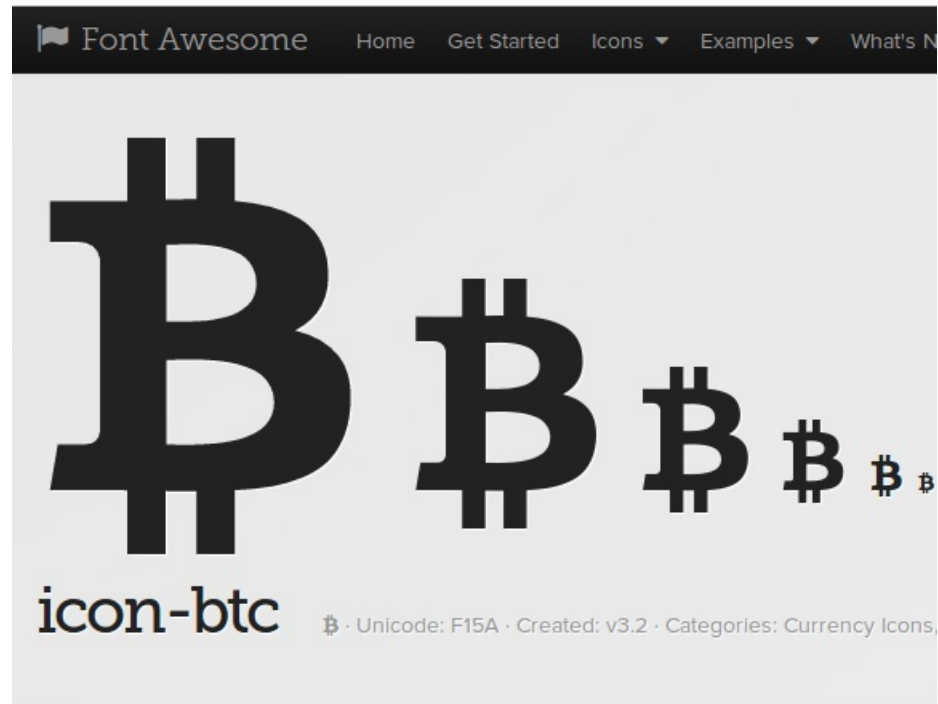 Font Awesome Home Get Started Icons Examples What's N
icon-btc ฿ · Unicode: F15A · Created: v3.2 · Categories: Currency Icons,